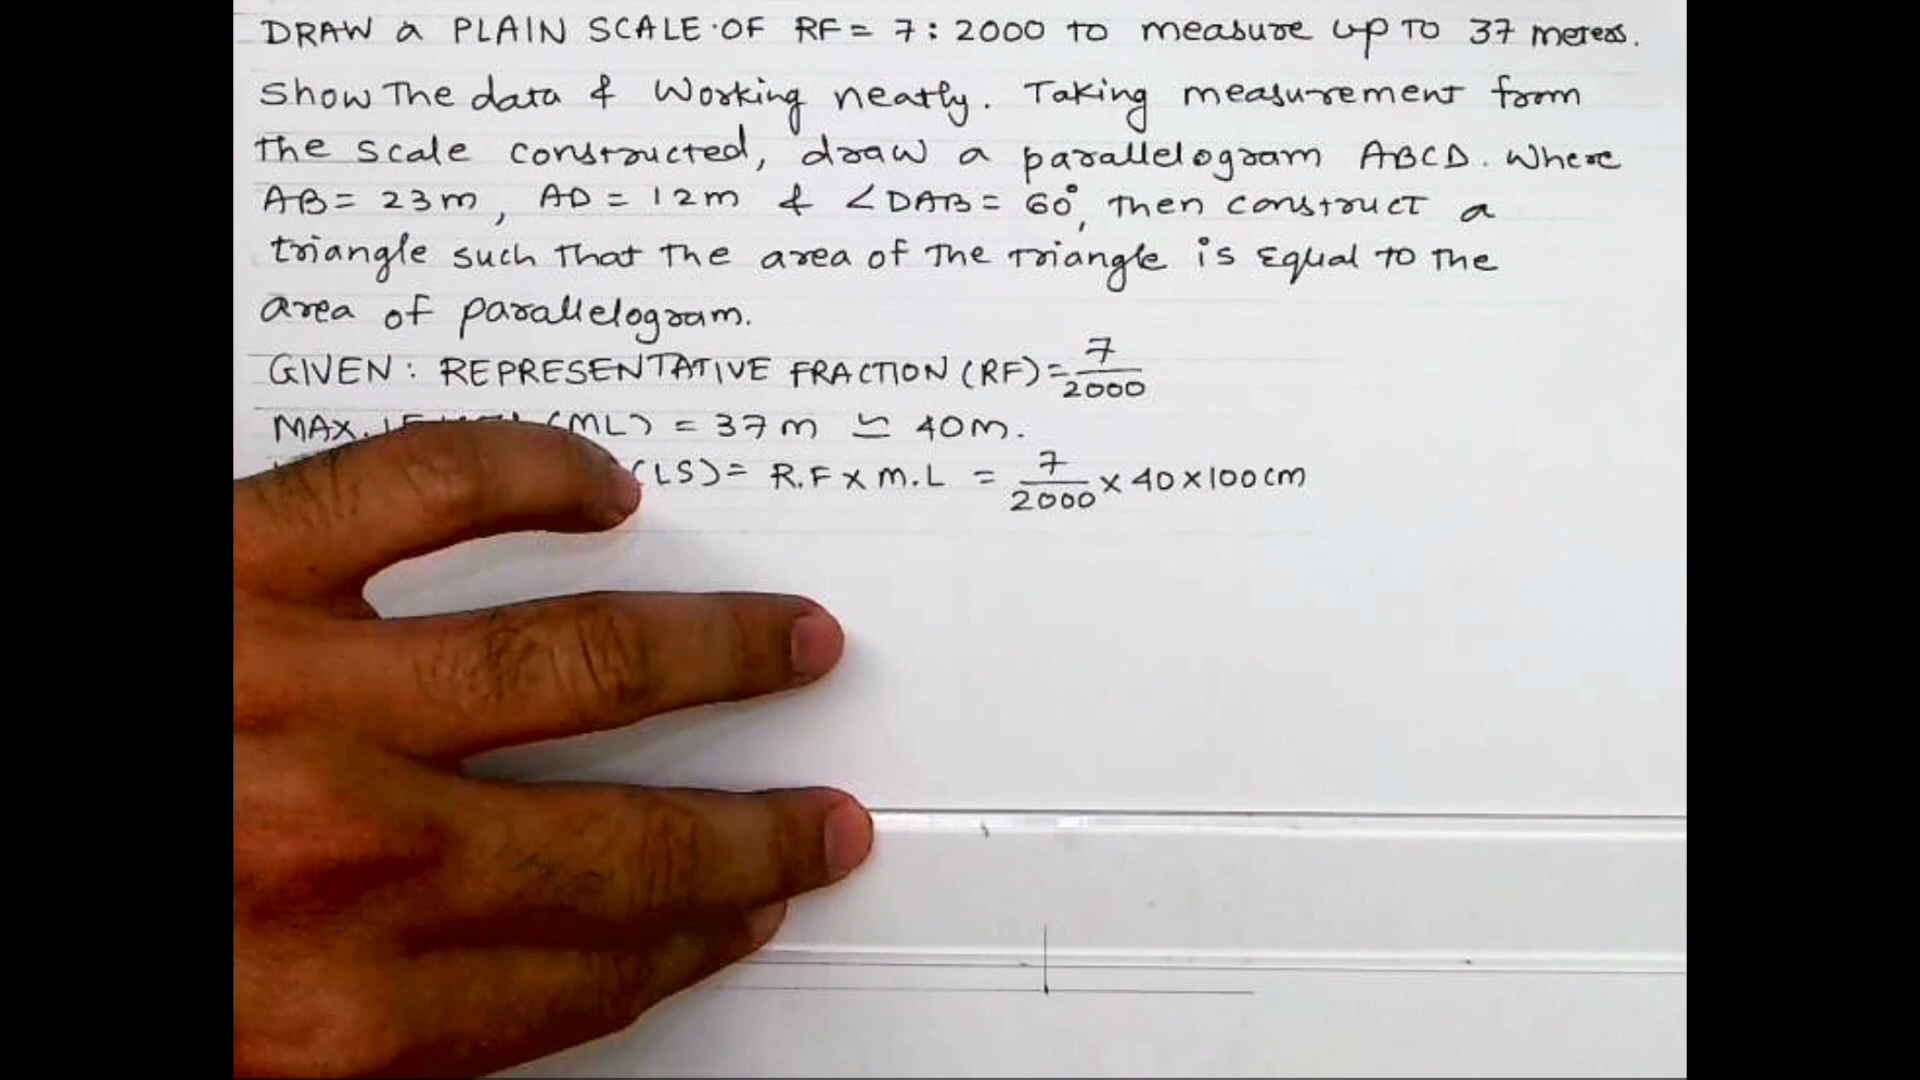 DRAW a PLAIN SCALE OF RF = 7 : 2000 to measure up TO 37 meters.
Show The data & Working neatly. Taking measurement from
the scale constructed, draw a parallelogram ABCD. Where
AB = 23m, AD = 12m & ∠DAB = 60°, then construct a
triangle such that the area of The Triangle is Equal to The
area of parallelogram.
GIVEN : REPRESENTATIVE FRACTION (RF) = 7/2000
MAX. (ML) = 37m ≃ 40m.
(LS) = R.F x M.L = 7/2000 x 40 x 100 cm